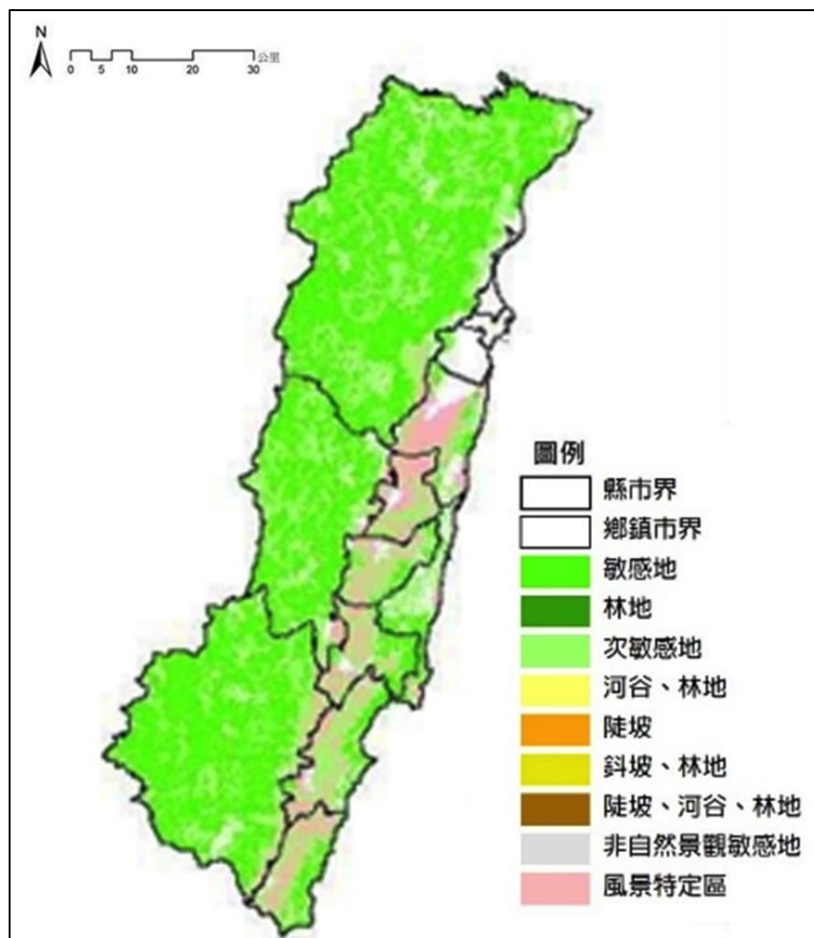 N
公里
0 5 10 20 30
圖例
縣市界
鄉鎮市界
敏感地
林地
次敏感地
河谷、林地
陡坡
斜坡、林地
陡坡、河谷、林地
非自然景觀敏感地
風景特定區